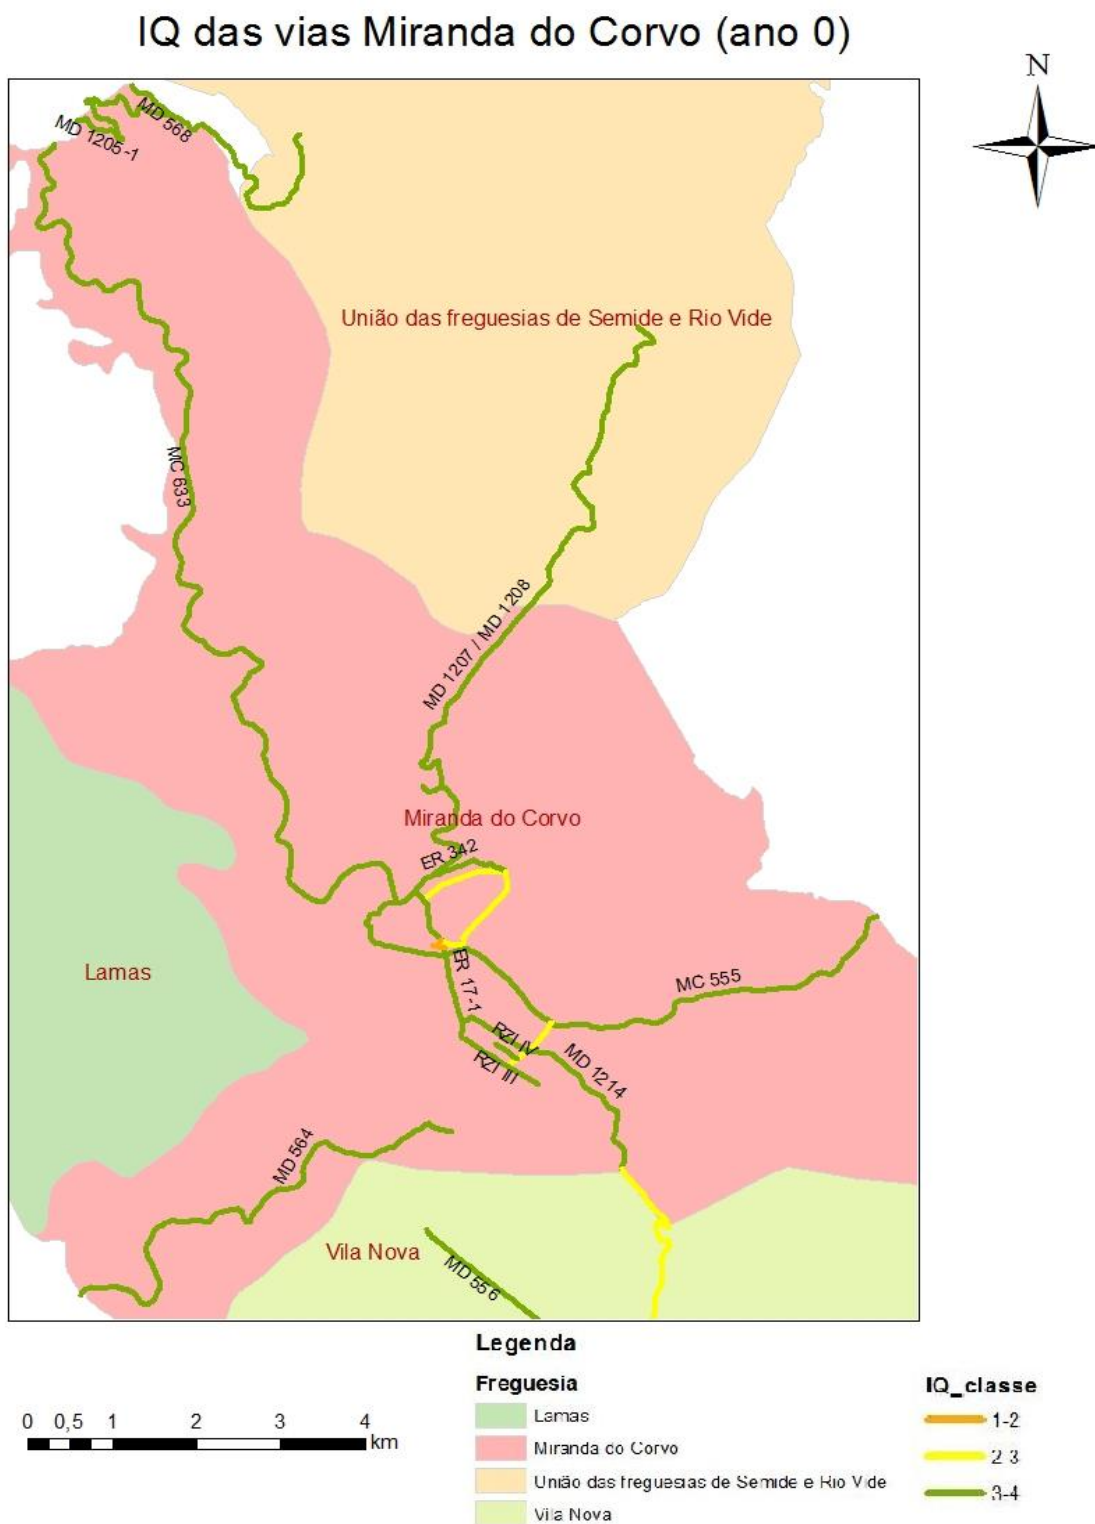 IQ das vias Miranda do Corvo (ano 0)
N
MD 568
MD 1205-1
União das freguesias de Semide e Rio Vide
MC 633
MD 1207 / MD 1208
Miranda do Corvo
ER 342
Lamas
ER 17-1
MC 555
RZI IV
RZI III
MD 1214
MD 564
Vila Nova
MD 556
Legenda
Freguesia
Lamas
Miranda do Corvo
União das freguesias de Semide e Rio Vide
Vila Nova
IQ_classe
1-2
2 3
3-4
0 0,5 1 2 3 4
km